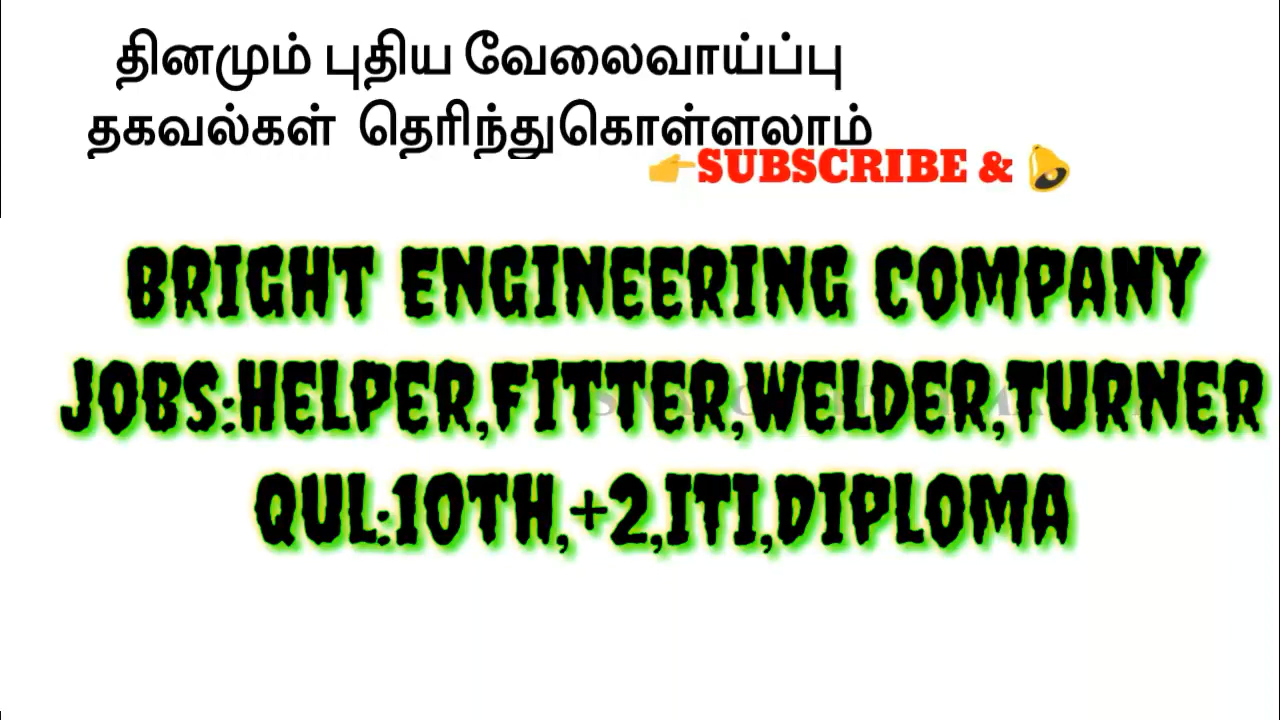 தினமும் புதிய வேலைவாய்ப்பு
தகவல்கள் தெரிந்துகொள்ளலாம்
👉SUBSCRIBE & 🔔
BRIGHT ENGINEERING COMPANY
JOBS:HELPER,FITTER,WELDER,TURNER
QUL:10TH,+2,ITI,DIPLOMA